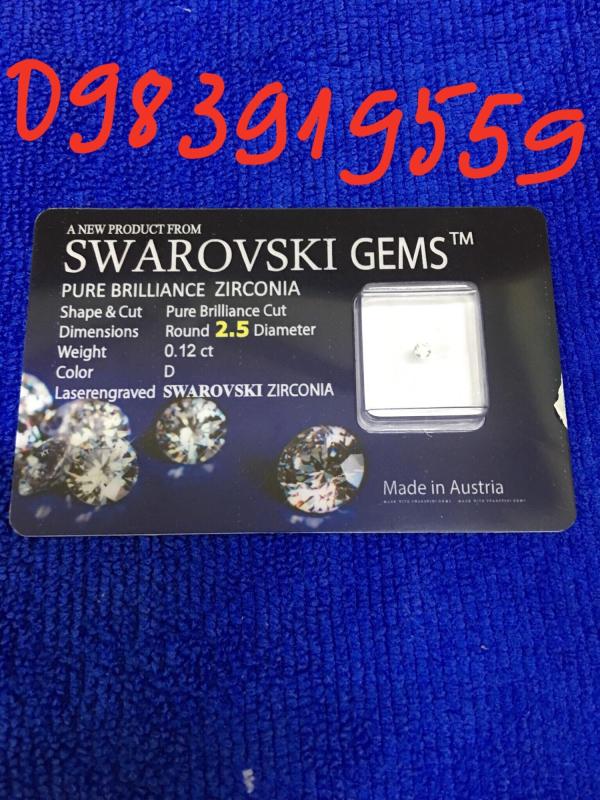 0983919559
A NEW PRODUCT FROM
SWAROVSKI GEMS™
PURE BRILLIANCE ZIRCONIA
Shape & Cut Pure Brilliance Cut
Dimensions Round 2.5 Diameter
Weight 0.12 ct
Color D
Laserengraved SWAROVSKI ZIRCONIA
Made in Austria